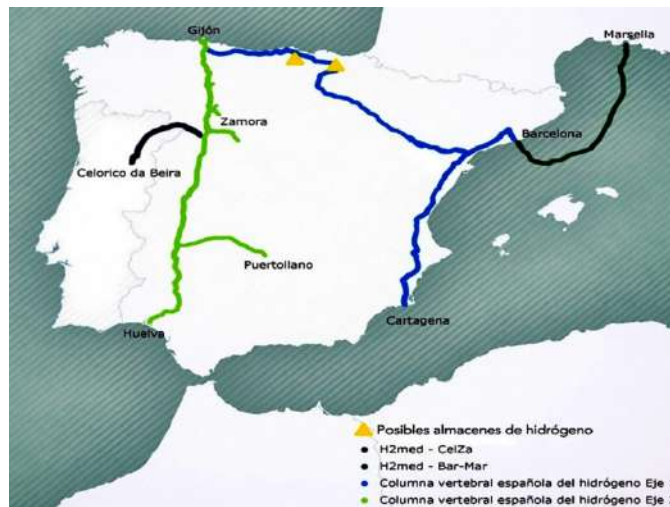 Gijón
Marsella
Zamora
Barcelona
Celorico da Beira
Puertollano
Huelva
Cartagena
Posibles almacenes de hidrógeno
H2med - CelZa
H2med - Bar-Mar
Columna vertebral española del hidrógeno Eje
Columna vertebral española del hidrógeno Eje